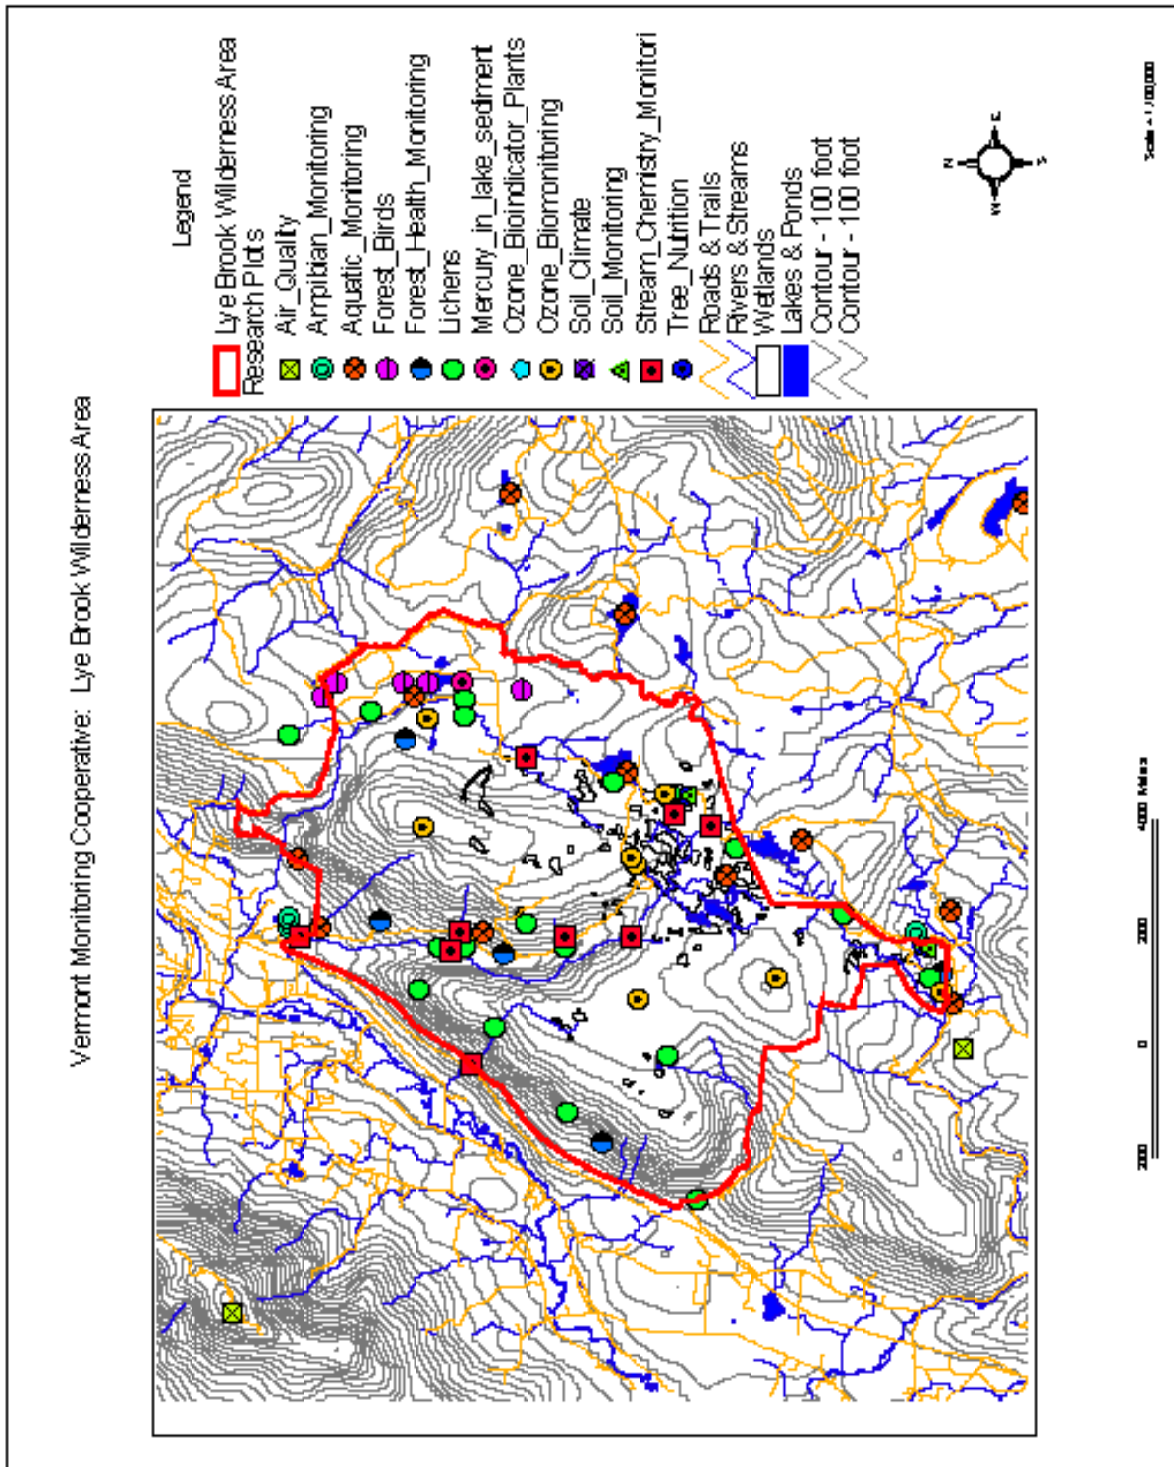 Vermont Monitoring Cooperative: Lye Brook Wilderness Area
Legend
Lye Brook Wilderness Area
Research Plots
Air_Quality
Ampibian_Monitoring
Aquatic_Monitoring
Forest_Birds
Forest_Health_Monitoring
Lichens
Mercury_in_lake_sediment
Ozone_Bioindicator_Plants
Ozone_Biomonitoring
Soil_Climate
Soil_Monitoring
Stream_Chemistry_Monitori
Tree_Nutrition
Roads & Trails
Rivers & Streams
Wetlands
Lakes & Ponds
Contour - 100 foot
Contour - 100 foot
N
W
E
S
2000
0
2000
4000
Meters